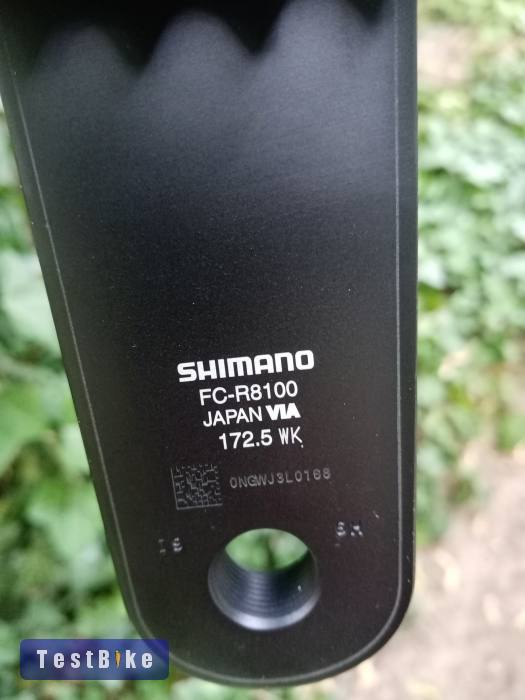 SHIMANO
FC-R8100
JAPAN VIA
172.5 WK
0NGWJ3L0168
TestBike